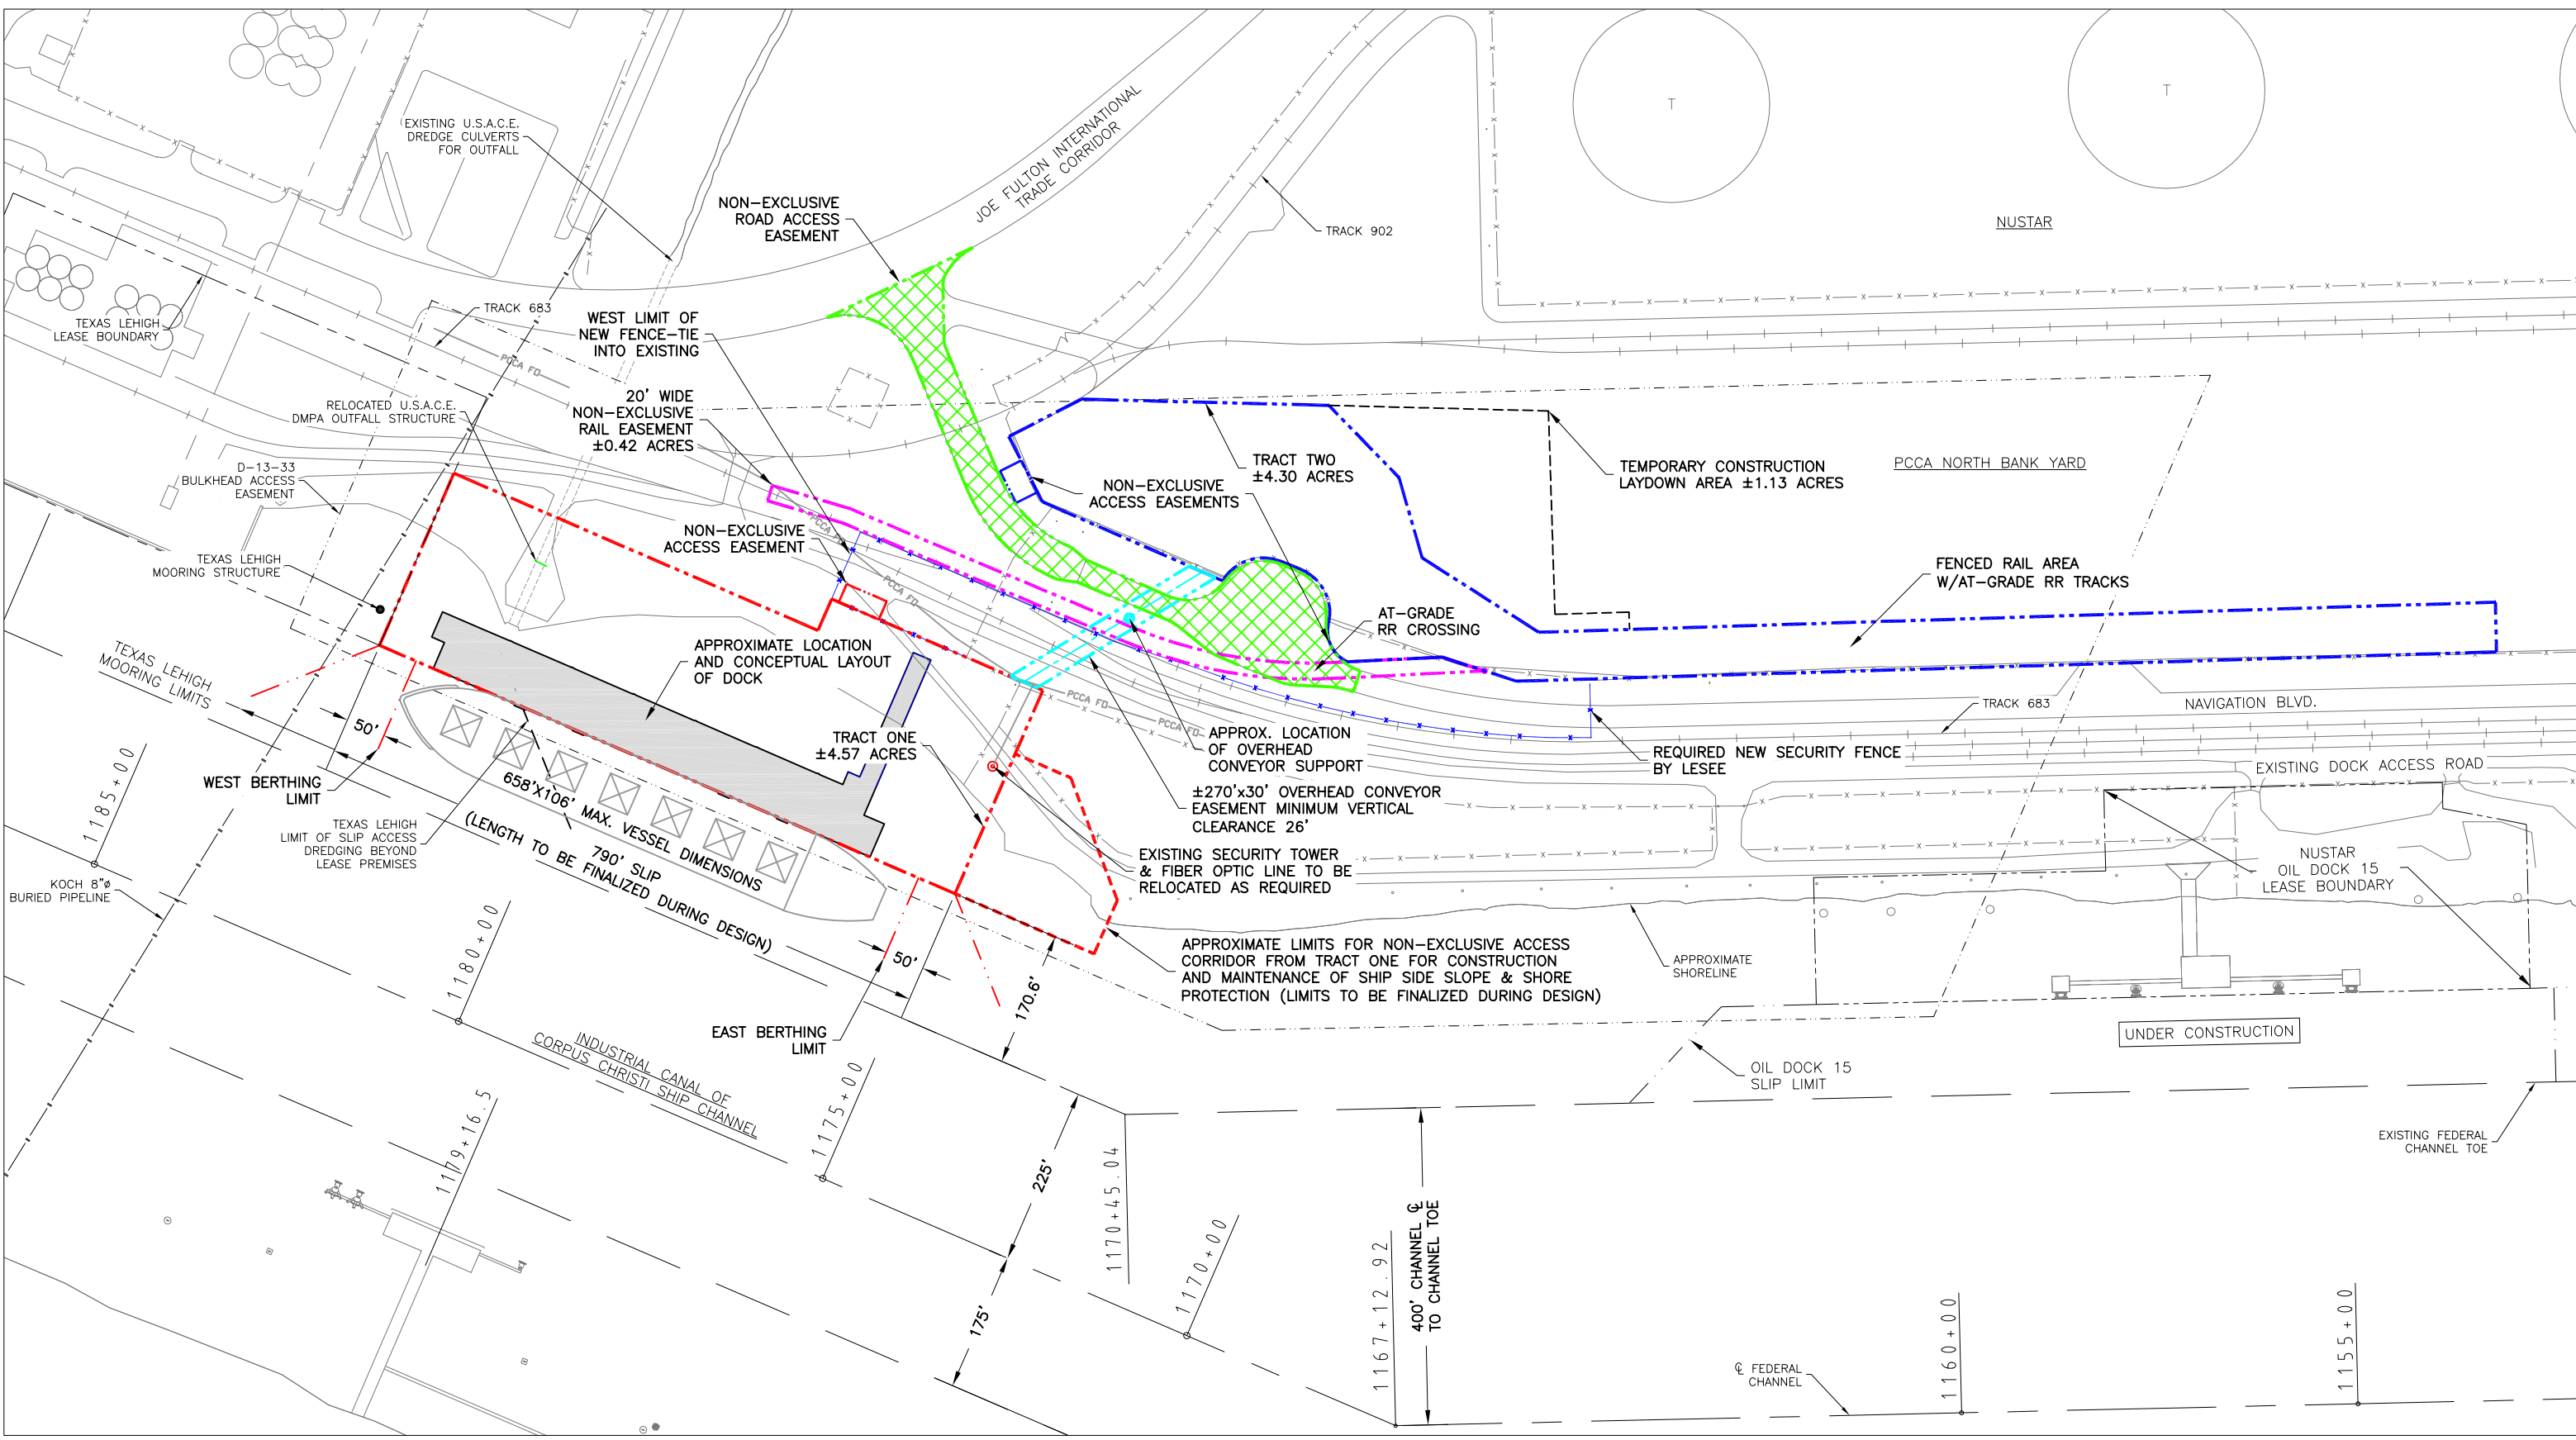 EXISTING U.S.A.C.E.
DREDGE CULVERTS
FOR OUTFALL
JOE FULTON INTERNATIONAL
TRADE CORRIDOR
T
T
NON-EXCLUSIVE
ROAD ACCESS
EASEMENT
TRACK 902
NUSTAR
TEXAS LEHIGH
LEASE BOUNDARY
TRACK 683
PCCA FO
WEST LIMIT OF
NEW FENCE-TIE
INTO EXISTING
RELOCATED U.S.A.C.E.
DMPA OUTFALL STRUCTURE
20' WIDE
NON-EXCLUSIVE
RAIL EASEMENT
±0.42 ACRES
D-13-33
BULKHEAD ACCESS
EASEMENT
TRACT TWO
±4.30 ACRES
NON-EXCLUSIVE
ACCESS EASEMENTS
TEMPORARY CONSTRUCTION
LAYDOWN AREA ±1.13 ACRES
PCCA NORTH BANK YARD
PCCA FO
NON-EXCLUSIVE
ACCESS EASEMENT
TEXAS LEHIGH
MOORING STRUCTURE
PCCA FO
FENCED RAIL AREA
W/AT-GRADE RR TRACKS
AT-GRADE
RR CROSSING
APPROXIMATE LOCATION
AND CONCEPTUAL LAYOUT
OF DOCK
TEXAS LEHIGH
MOORING LIMITS
PCCA FO
PCCA FO
TRACK 683
NAVIGATION BLVD.
50'
TRACT ONE
±4.57 ACRES
APPROX. LOCATION
OF OVERHEAD
CONVEYOR SUPPORT
REQUIRED NEW SECURITY FENCE
BY LESEE
EXISTING DOCK ACCESS ROAD
WEST BERTHING
LIMIT
±270'x30' OVERHEAD CONVEYOR
EASEMENT MINIMUM VERTICAL
CLEARANCE 26'
1185+00
658'X106' MAX. VESSEL DIMENSIONS
790' SLIP
(LENGTH TO BE FINALIZED DURING DESIGN)
TEXAS LEHIGH
LIMIT OF SLIP ACCESS
DREDGING BEYOND
LEASE PREMISES
EXISTING SECURITY TOWER
& FIBER OPTIC LINE TO BE
RELOCATED AS REQUIRED
NUSTAR
OIL DOCK 15
LEASE BOUNDARY
KOCH 8"ø
BURIED PIPELINE
1180+00
50'
170.6'
APPROXIMATE LIMITS FOR NON-EXCLUSIVE ACCESS
CORRIDOR FROM TRACT ONE FOR CONSTRUCTION
AND MAINTENANCE OF SHIP SIDE SLOPE & SHORE
PROTECTION (LIMITS TO BE FINALIZED DURING DESIGN)
APPROXIMATE
SHORELINE
EAST BERTHING
LIMIT
UNDER CONSTRUCTION
INDUSTRIAL CANAL OF
CORPUS CHRISTI SHIP CHANNEL
OIL DOCK 15
SLIP LIMIT
1179+16.5
1175+00
EXISTING FEDERAL
CHANNEL TOE
225'
1170+45.04
1170+00
175'
1167+12.92
400' CHANNEL ℄
TO CHANNEL TOE
℄ FEDERAL
CHANNEL
1160+00
1155+00